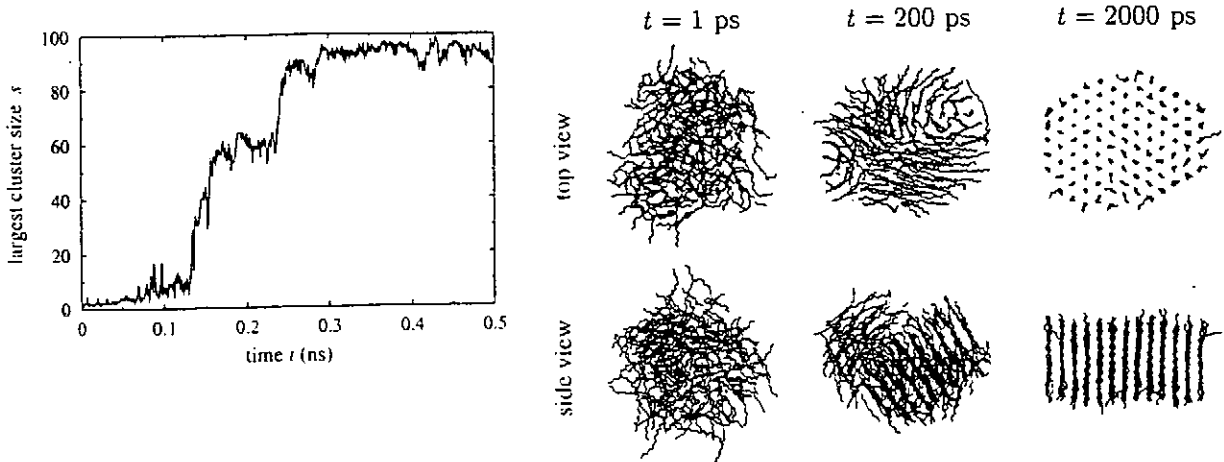 100
80
60
40
20
0
0
0.1
0.2
0.3
0.4
0.5
largest cluster size s
time t (ns)
t = 1 ps
t = 200 ps
t = 2000 ps
top view
side view